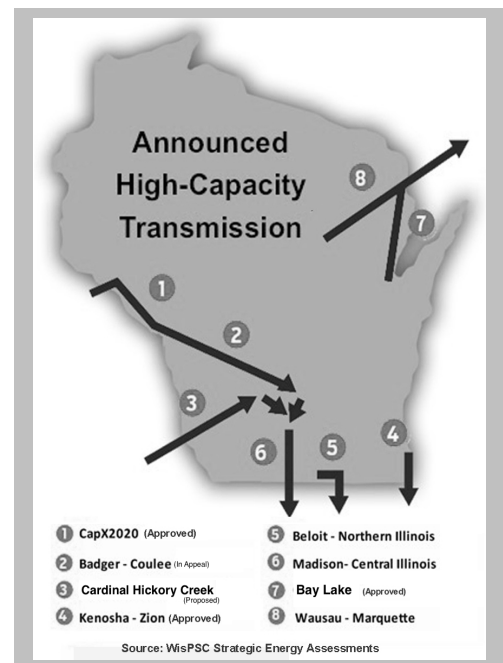 Announced
High-Capacity
Transmission
8
7
1
2
3
4
5
6
1 CapX2020 (Approved)
2 Badger - Coulee (In Appeal)
3 Cardinal Hickory Creek
(Proposed)
4 Kenosha - Zion (Approved)
5 Beloit - Northern Illinois
6 Madison- Central Illinois
7 Bay Lake (Approved)
8 Wausau - Marquette
Source: WisPSC Strategic Energy Assessments